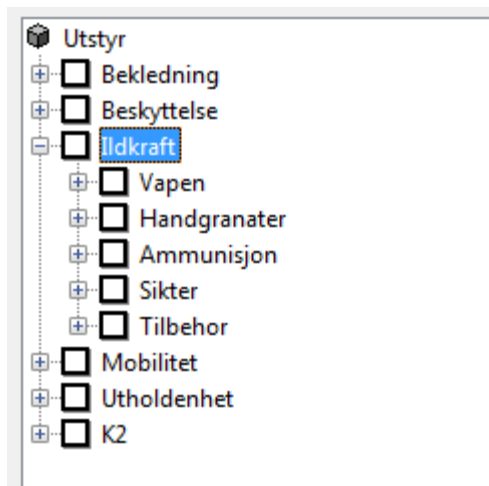 Utstyr
Bekledning
Beskyttelse
Ildkraft
Vapen
Handgranater
Ammunisjon
Sikter
Tilbehor
Mobilitet
Utholdenhet
K2